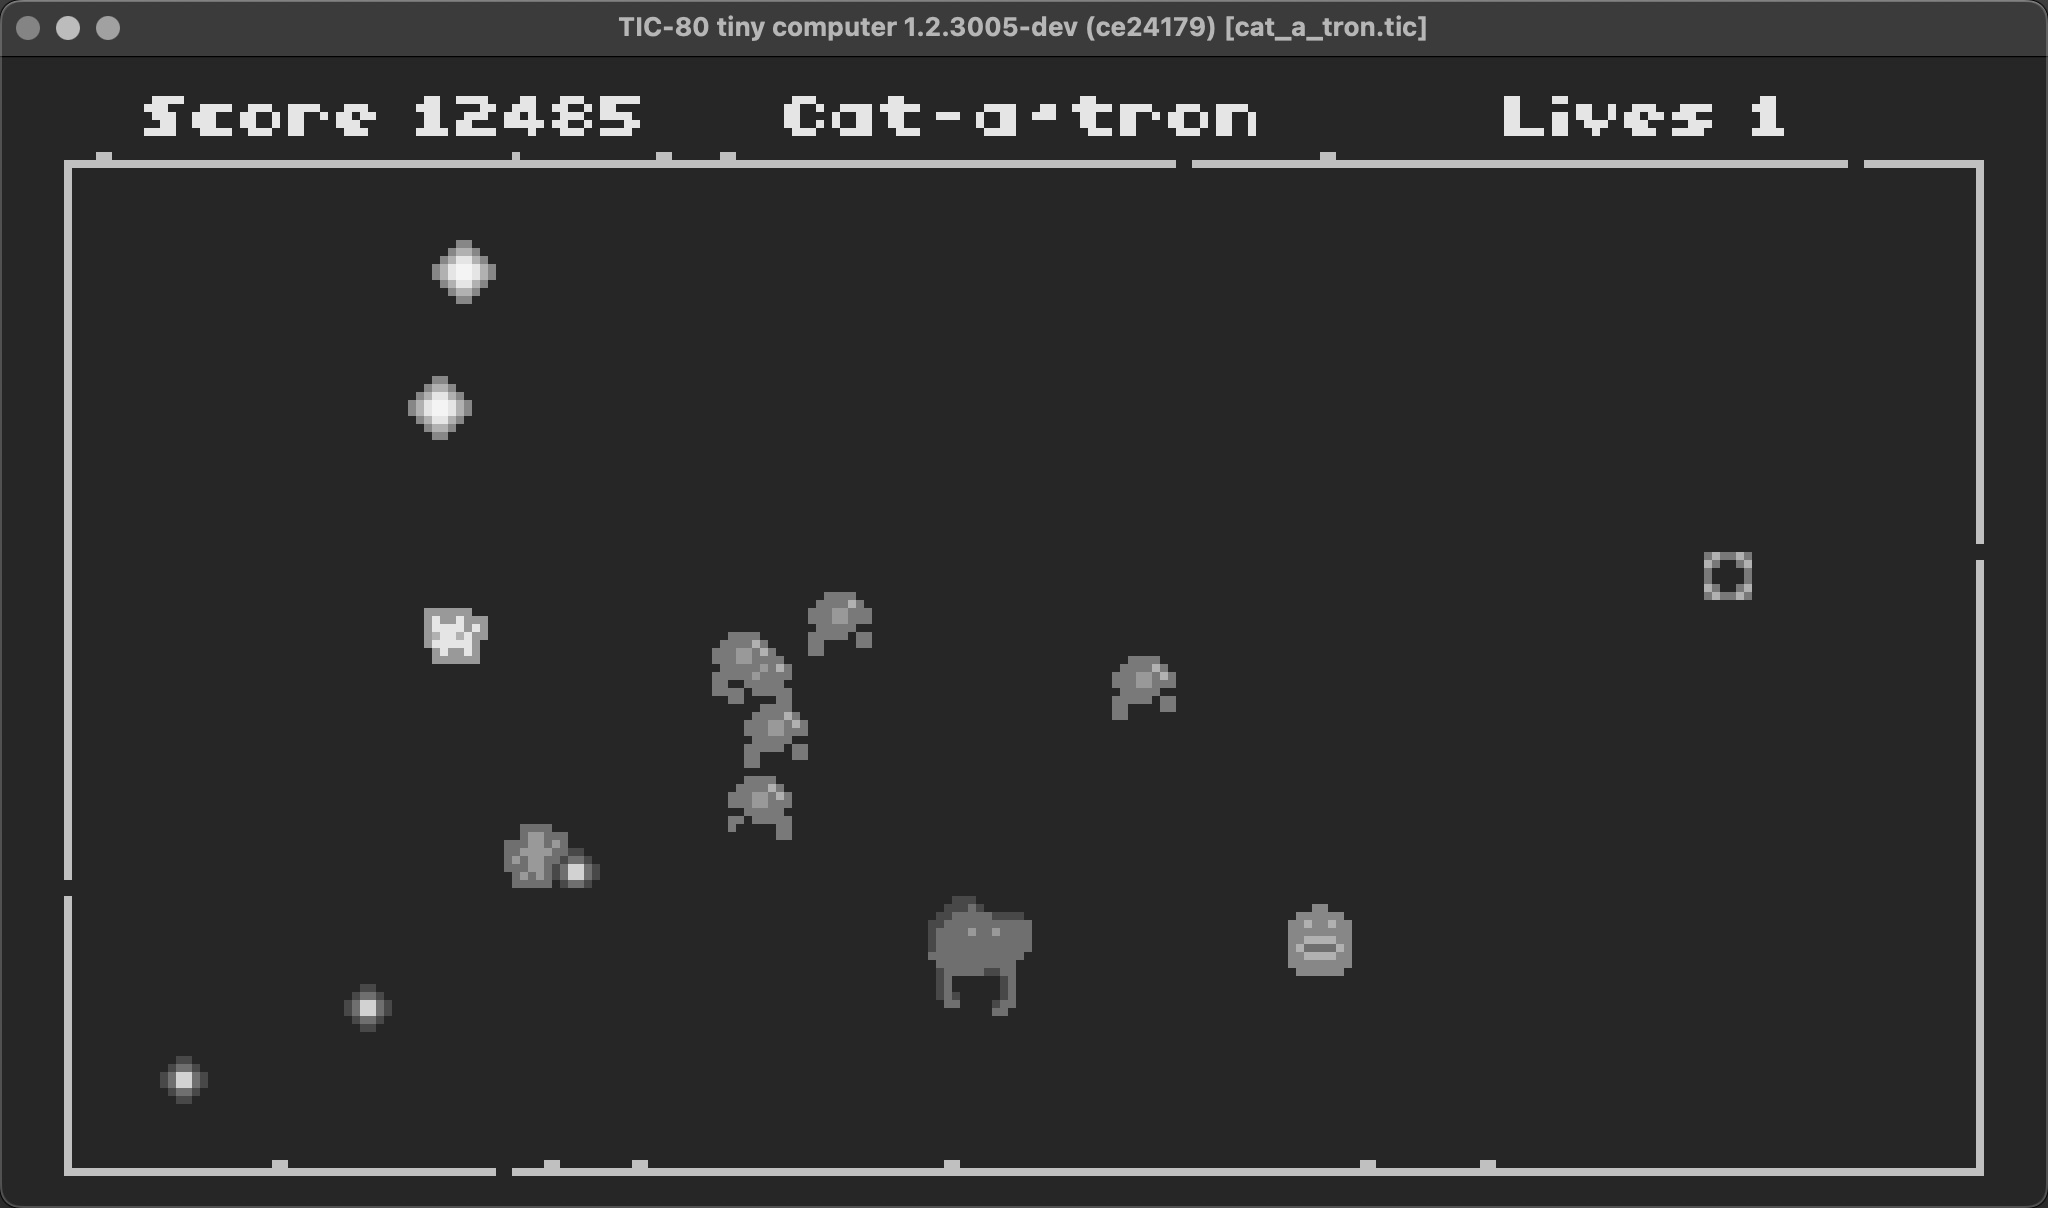 TIC-80 tiny computer 1.2.3005-dev (ce24179) [cat_a_tron.tic]
Score 12485 Cat-a-tron Lives 1